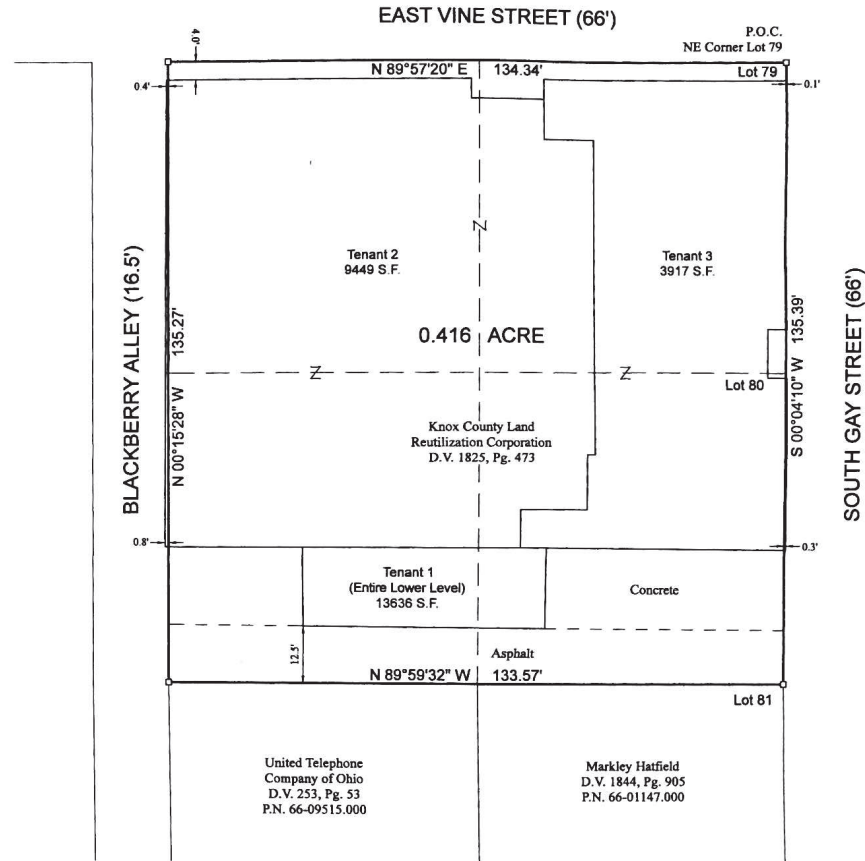 EAST VINE STREET (66')
P.O.C.
NE Corner Lot 79
4.0'
N 89°57'20" E 134.34'
Lot 79
0.4'
0.1'
Z
Tenant 2
9449 S.F.
Tenant 3
3917 S.F.
BLACKBERRY ALLEY (16.5')
N 00°15'28" W 135.27'
0.416 ACRE
S 00°04'10" W 135.39'
SOUTH GAY STREET (66')
Z
Z
Lot 80
Knox County Land
Reutilization Corporation
D.V. 1825, Pg. 473
0.8'
0.3'
Tenant 1
(Entire Lower Level)
13636 S.F.
Concrete
12.5'
Asphalt
N 89°59'32" W 133.57'
Lot 81
United Telephone
Company of Ohio
D.V. 253, Pg. 53
P.N. 66-09515.000
Markley Hatfield
D.V. 1844, Pg. 905
P.N. 66-01147.000